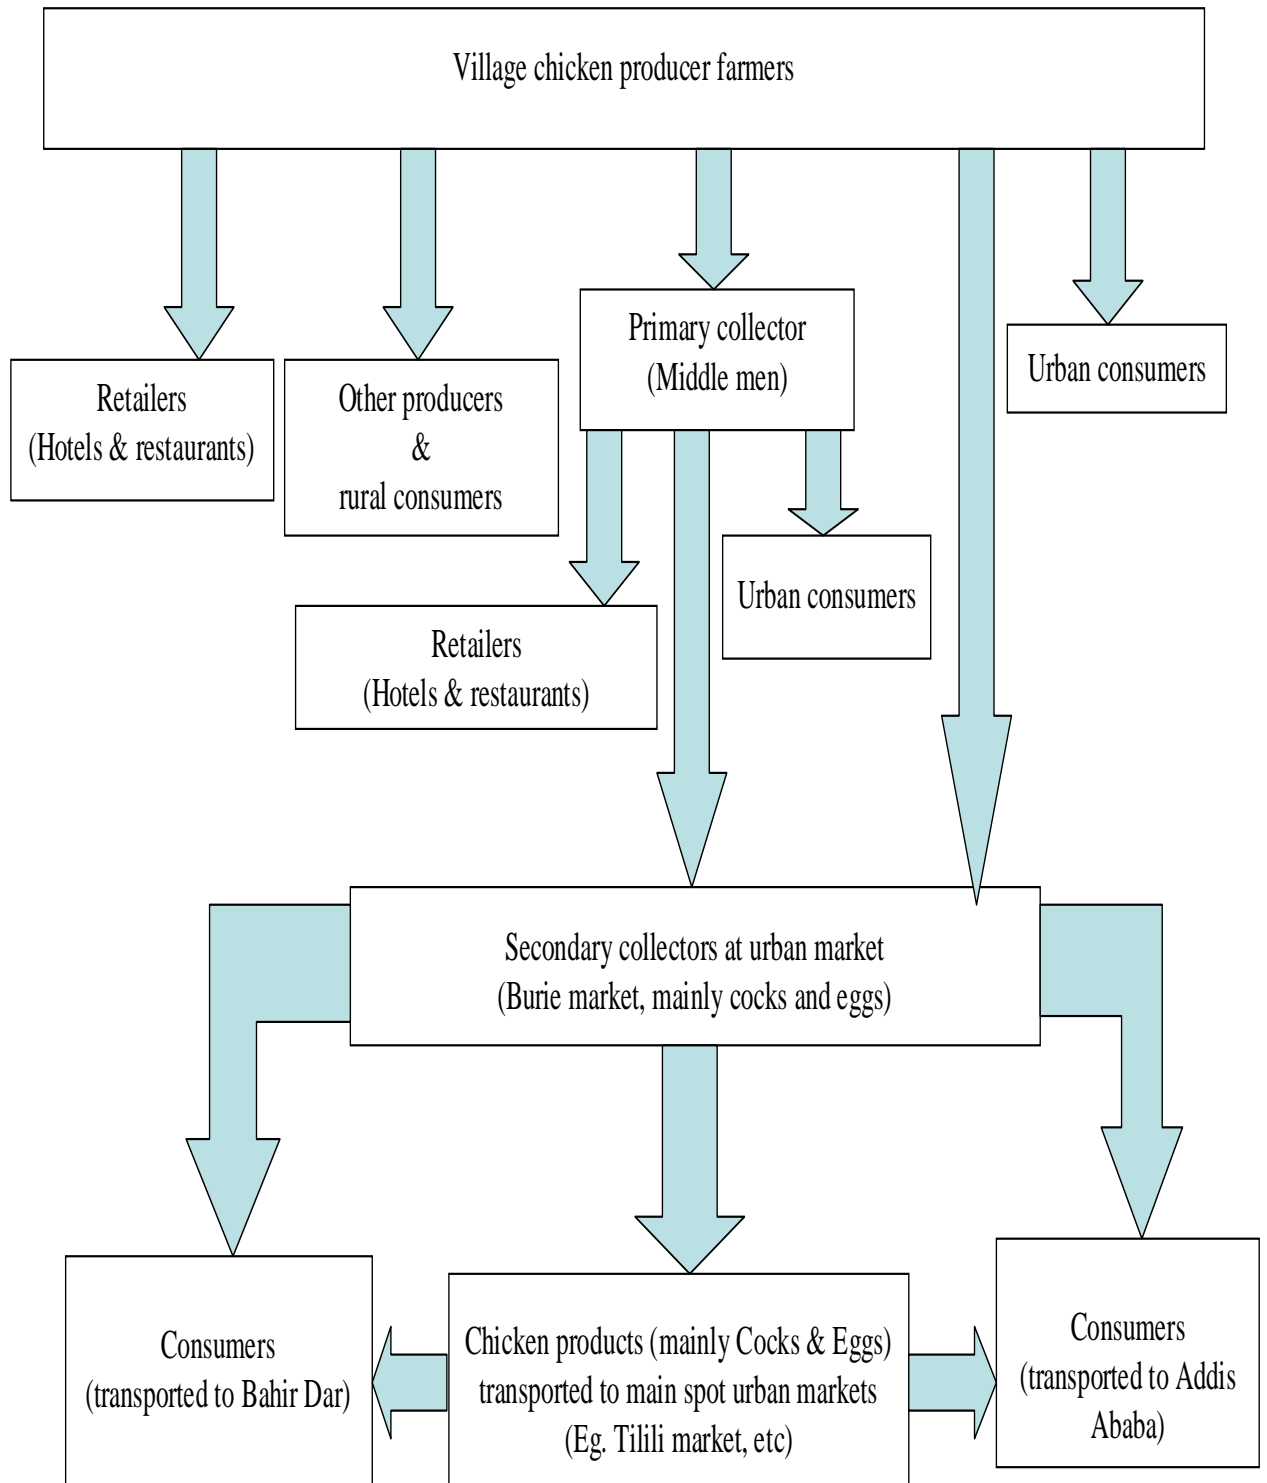 Village chicken producer farmers
Retailers
(Hotels & restaurants)
Other producers
&
rural consumers
Primary collector
(Middle men)
Urban consumers
Retailers
(Hotels & restaurants)
Urban consumers
Secondary collectors at urban market
(Burie market, mainly cocks and eggs)
Consumers
(transported to Bahir Dar)
Chicken products (mainly Cocks & Eggs)
transported to main spot urban markets
(Eg. Tilili market, etc)
Consumers
(transported to Addis
Ababa)